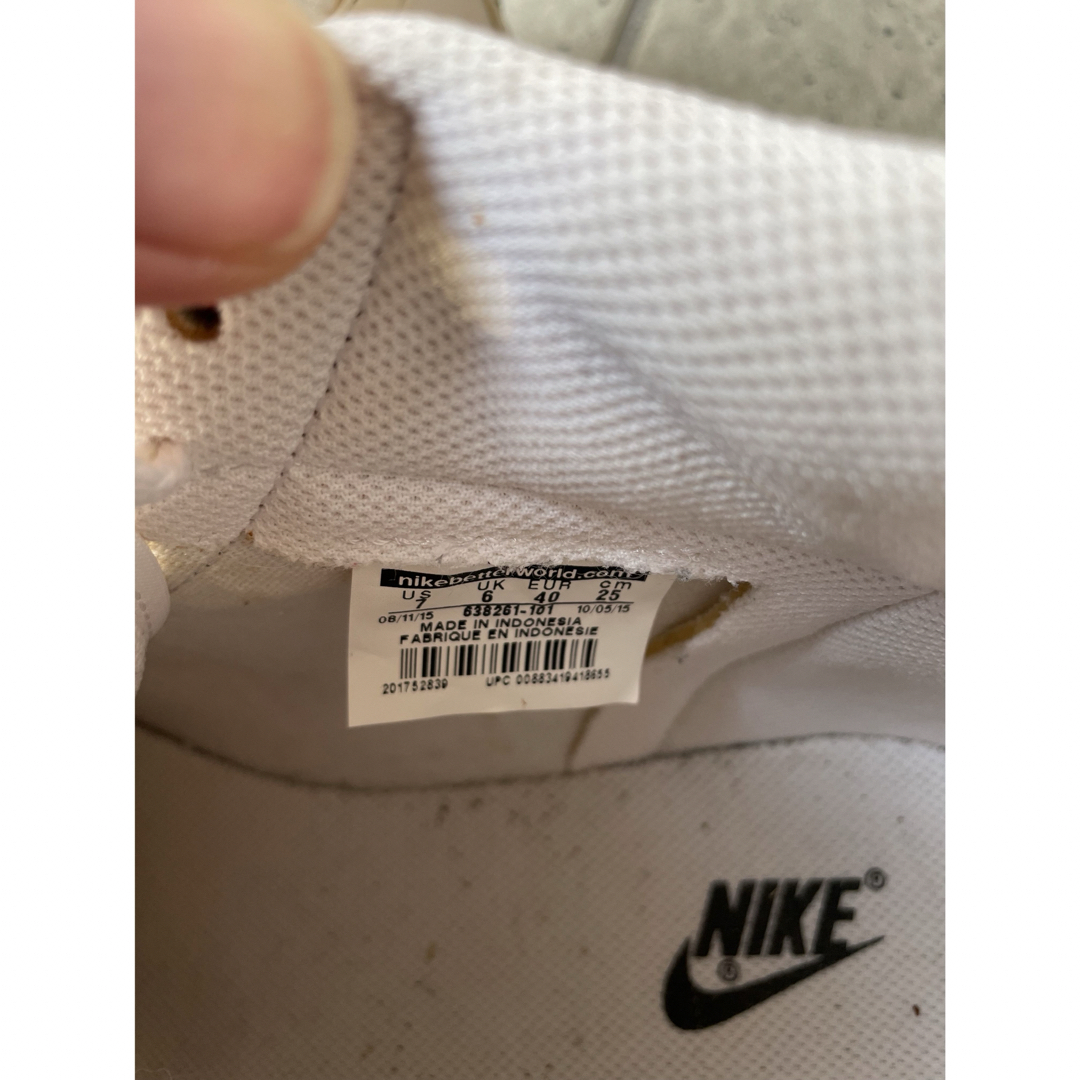 nikebetterworld.com
US UK EUR cm
7 6 40 25
08/11/15 638261-101 10/05/15
MADE IN INDONESIA
FABRIQUE EN INDONESIE
201752839 UPC 00883419418655
NIKE®
®